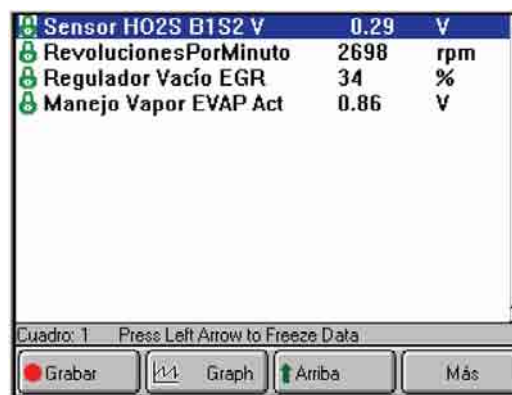 Sensor HO2S B1S2 V 0.29 V
RevolucionesPorMinuto 2698 rpm
Regulador Vacío EGR 34 %
Manejo Vapor EVAP Act 0.86 V
Cuadro: 1 Press Left Arrow to Freeze Data
Grabar Graph Arriba Más